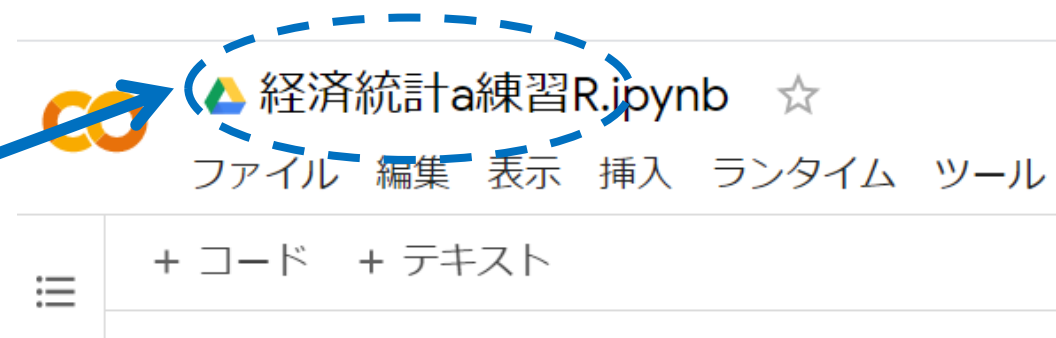 経済統計a練習R.ipynb
ファイル 編集 表示 挿入 ランタイム ツール
+ コード + テキスト